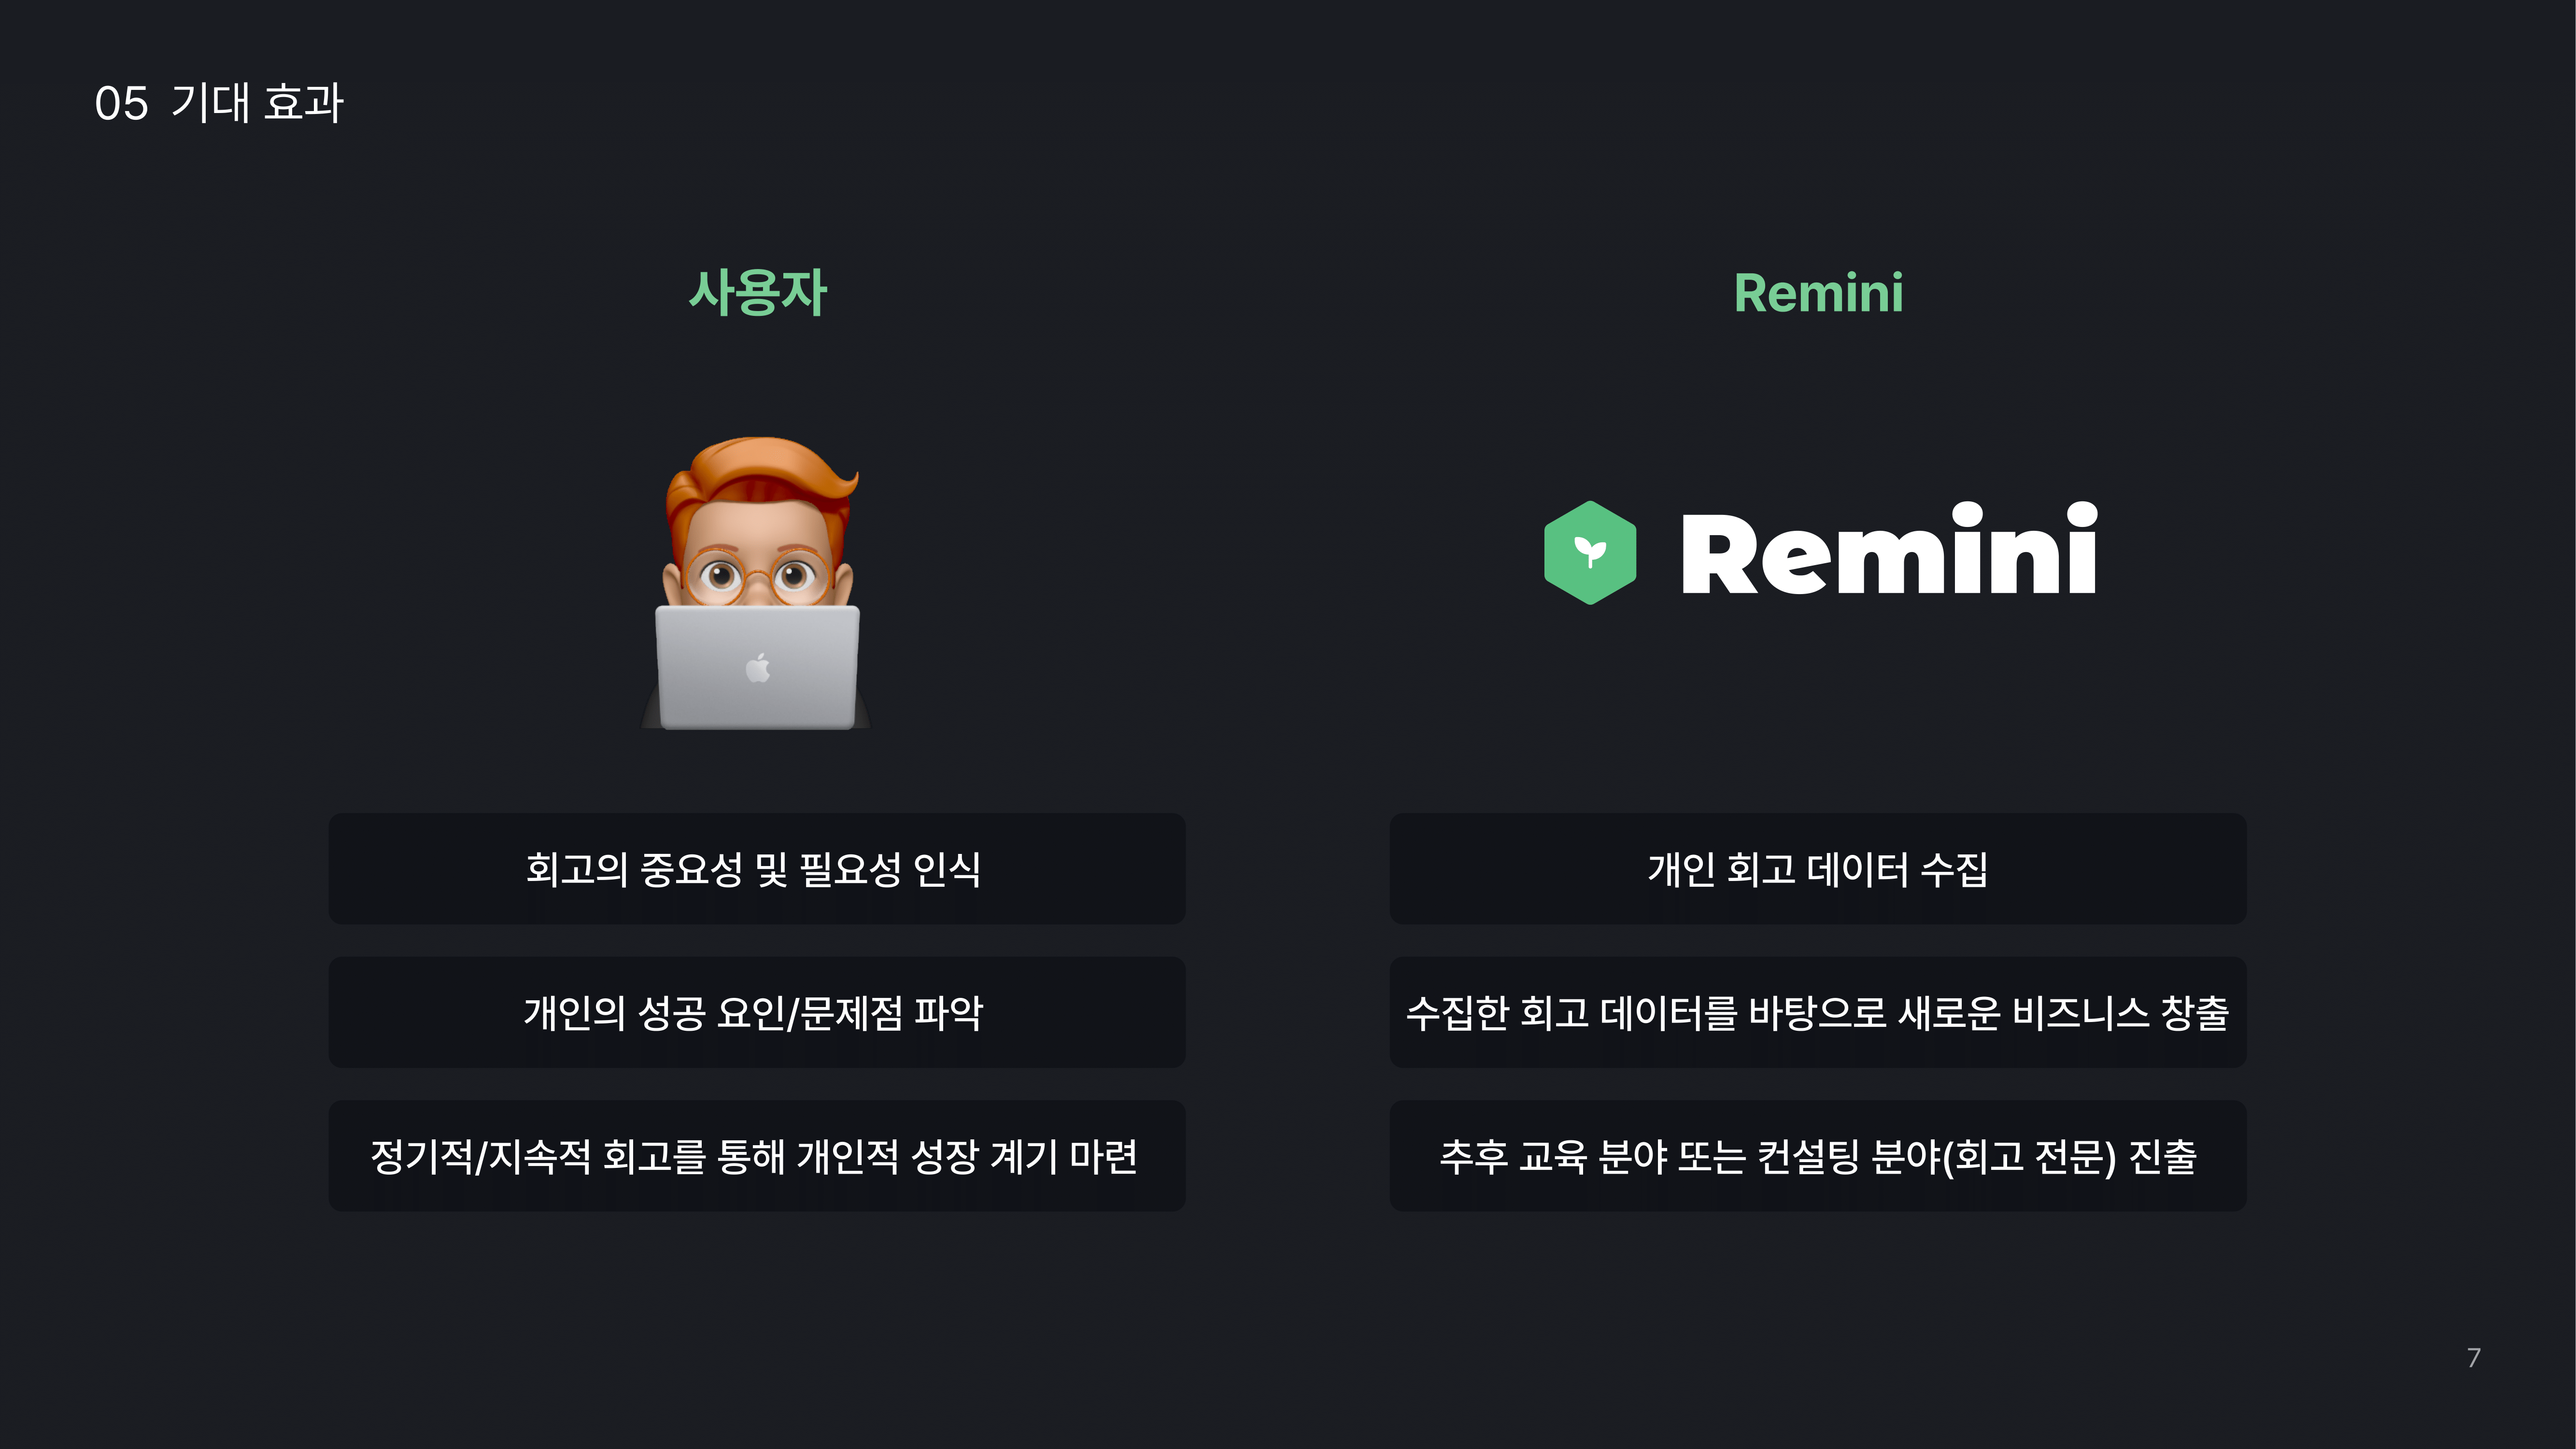 05 기대 효과
사용자
Remini
Remini
회고의 중요성 및 필요성 인식
개인의 성공 요인/문제점 파악
정기적/지속적 회고를 통해 개인적 성장 계기 마련
개인 회고 데이터 수집
수집한 회고 데이터를 바탕으로 새로운 비즈니스 창출
추후 교육 분야 또는 컨설팅 분야(회고 전문) 진출
7